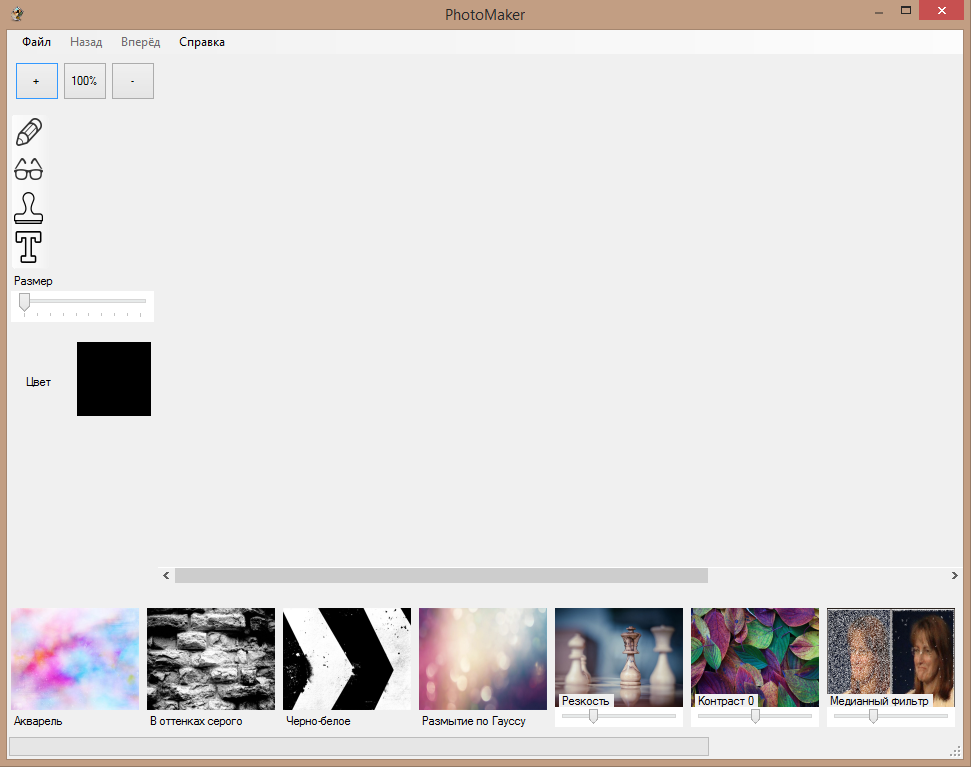 PhotoMaker
Файл Назад Вперёд Справка
+ 100% -
Размер
Цвет
Акварель В оттенках серого Черно-белое Размытие по Гауссу Резкость Контраст 0 Медианный фильтр